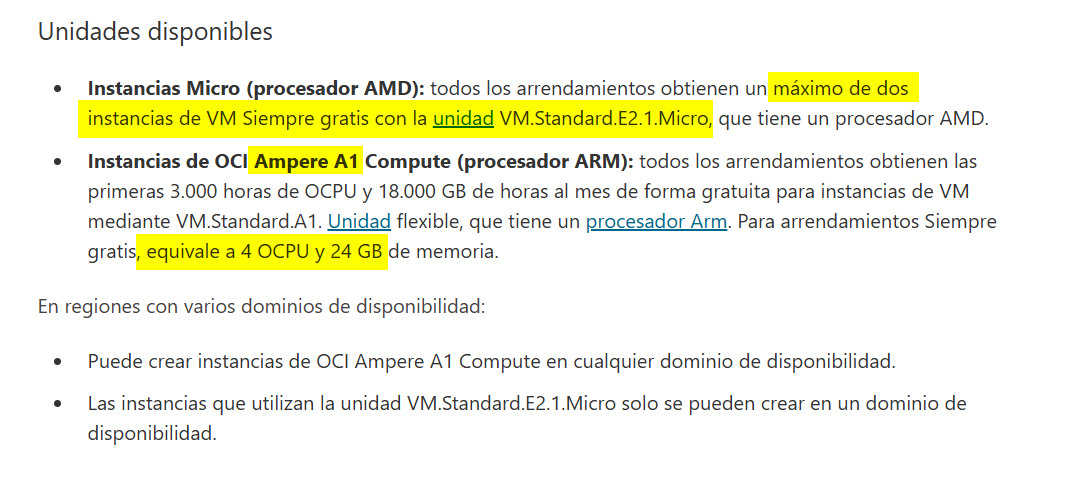 Unidades disponibles
Instancias Micro (procesador AMD): todos los arrendamientos obtienen un máximo de dos
instancias de VM Siempre gratis con la unidad VM.Standard.E2.1.Micro, que tiene un procesador AMD.
Instancias de OCI Ampere A1 Compute (procesador ARM): todos los arrendamientos obtienen las
primeras 3.000 horas de OCPU y 18.000 GB de horas al mes de forma gratuita para instancias de VM
mediante VM.Standard.A1. Unidad flexible, que tiene un procesador Arm. Para arrendamientos Siempre
gratis, equivale a 4 OCPU y 24 GB de memoria.
En regiones con varios dominios de disponibilidad:
Puede crear instancias de OCI Ampere A1 Compute en cualquier dominio de disponibilidad.
Las instancias que utilizan la unidad VM.Standard.E2.1.Micro solo se pueden crear en un dominio de
disponibilidad.